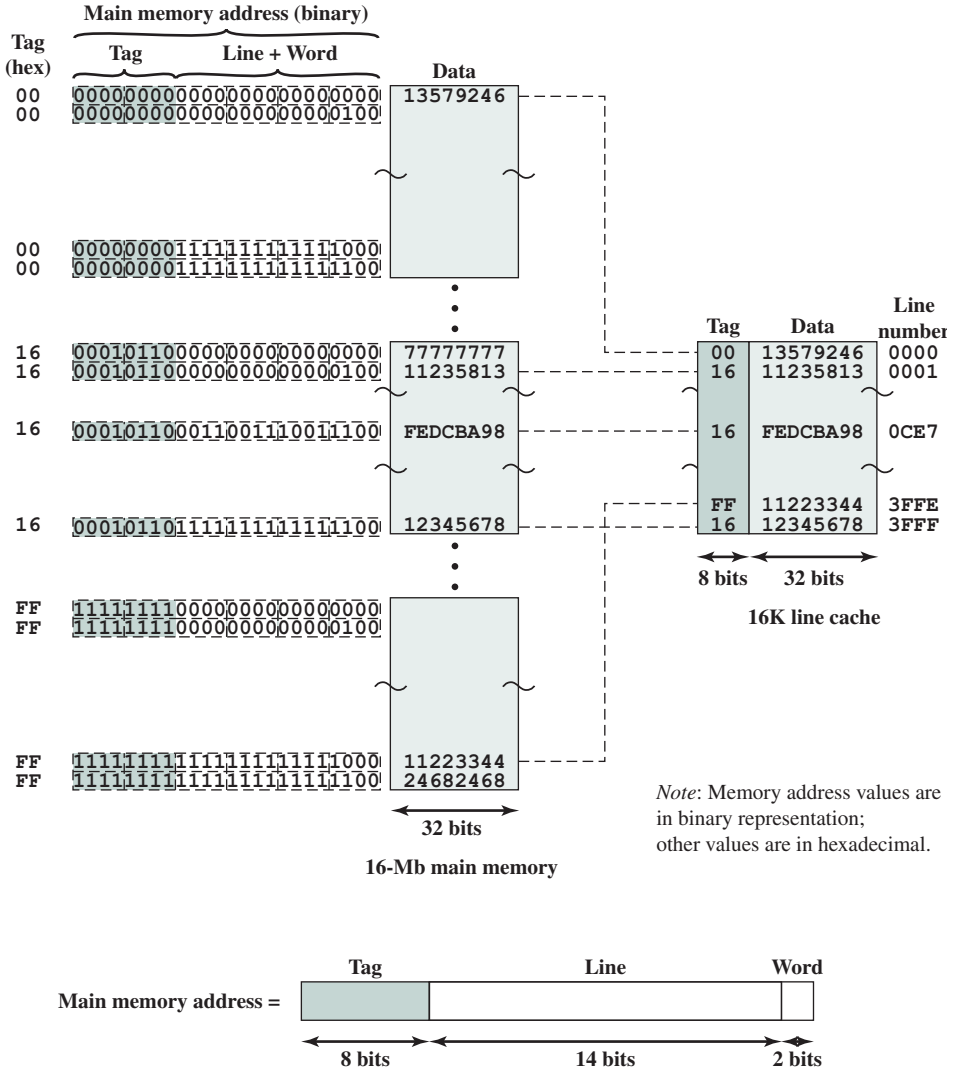 Main memory address (binary)
Tag
(hex)
Tag
Line + Word
Data
00 000000000000000000000000 13579246
00 000000000000000000000100
00 000000001111111111111000
00 000000001111111111111100
Tag
Data
Line
number
16 000101100000000000000000 77777777
00 13579246 0000
16 000101100000000000000100 11235813
16 11235813 0001
16 000101100011001110011100 FEDCBA98
16 FEDCBA98 0CE7
FF 11223344 3FFE
16 000101101111111111111100 12345678
16 12345678 3FFF
8 bits
32 bits
16K line cache
FF 111111110000000000000000
FF 111111110000000000000100
FF 111111111111111111111000 11223344
FF 111111111111111111111100 24682468
32 bits
16-Mb main memory
Note: Memory address values are
in binary representation;
other values are in hexadecimal.
Tag
Line
Word
Main memory address =
8 bits
14 bits
2 bits